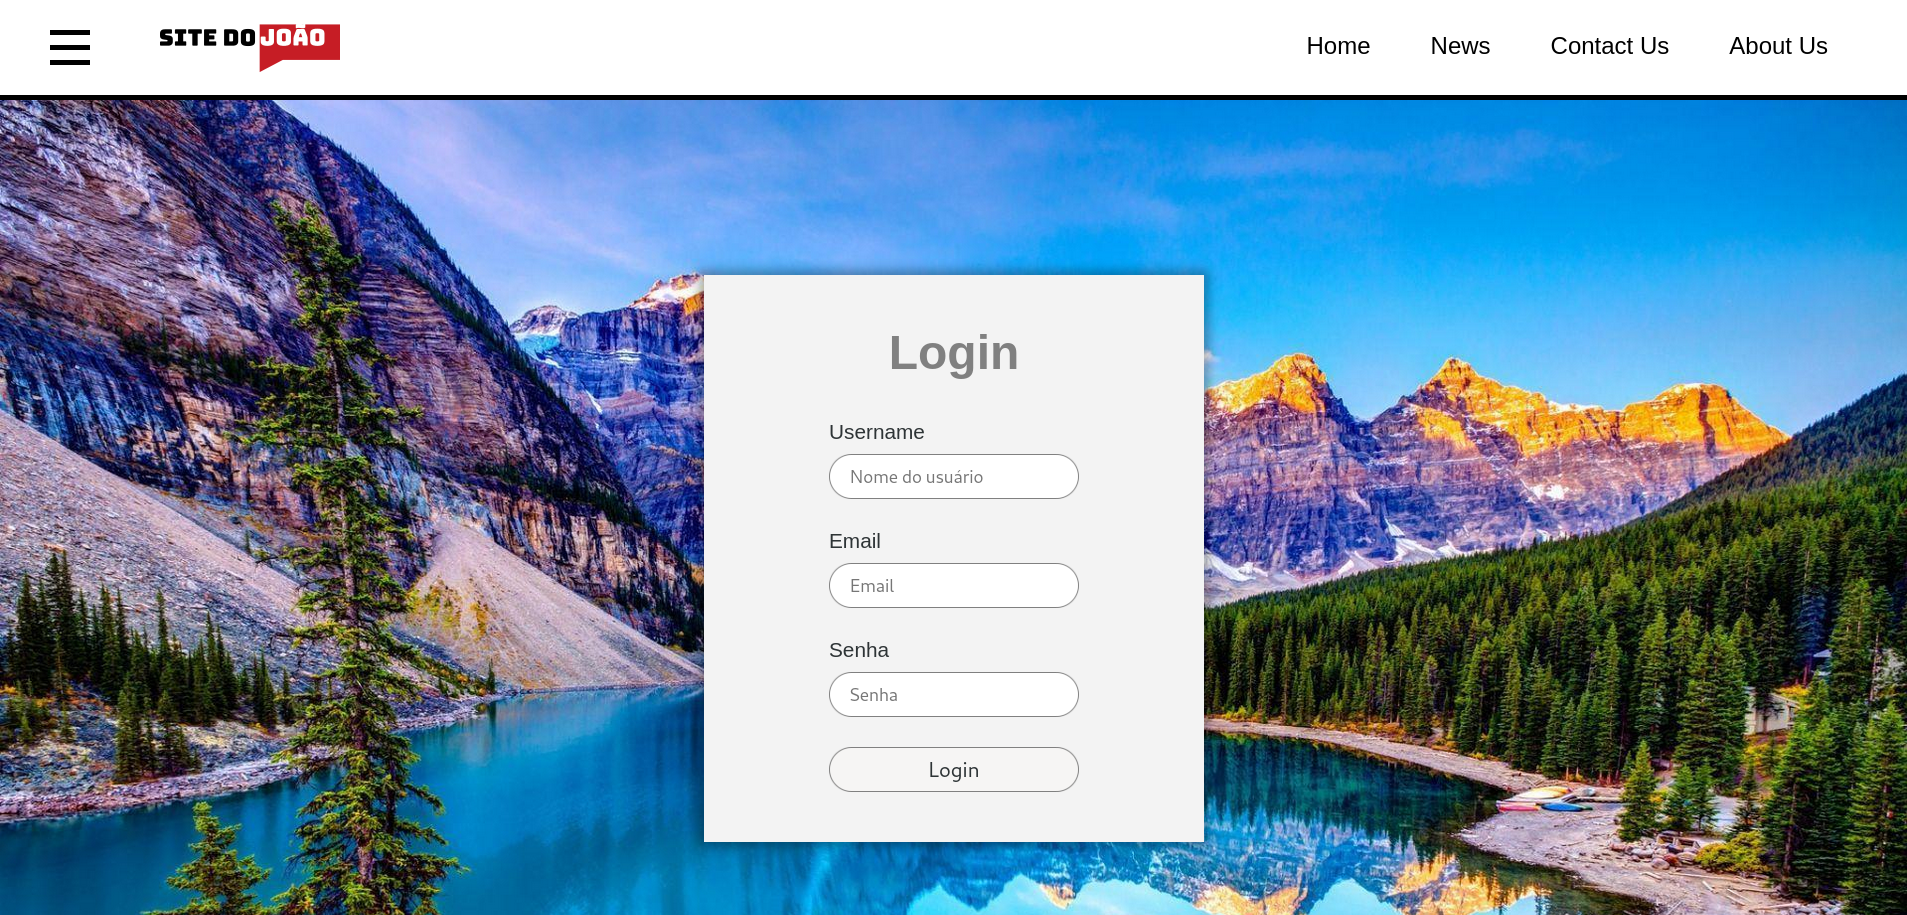 SITE DO JOÃO
Home
News
Contact Us
About Us
Login
Username
Nome do usuário
Email
Email
Senha
Senha
Login